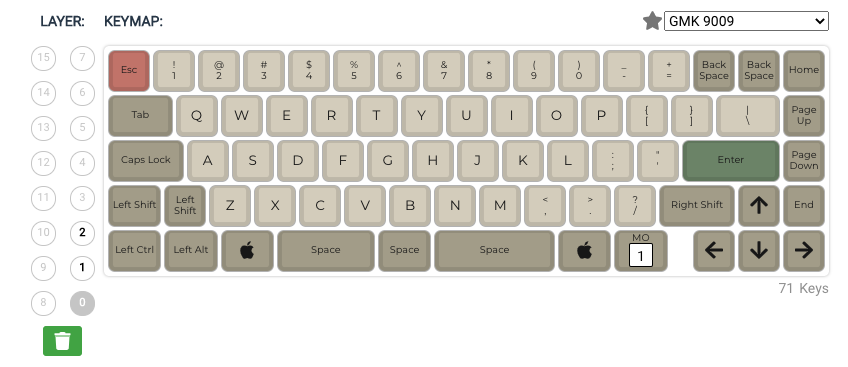 LAYER: KEYMAP: GMK 9009
15 7
14 6
13 5
12 4
11 3
10 2
9 1
8 0
Esc ! 1 @ 2 # 3 $ 4 % 5 ^ 6 & 7 * 8 ( 9 ) 0 _ - + = Back Space Back Space Home
Tab Q W E R T Y U I O P { [ } ] | \ Page Up
Caps Lock A S D F G H J K L : ; " ' Enter Page Down
Left Shift Left Shift Z X C V B N M < , > . ? / Right Shift End
Left Ctrl Left Alt Space Space Space MO 1
71 Keys